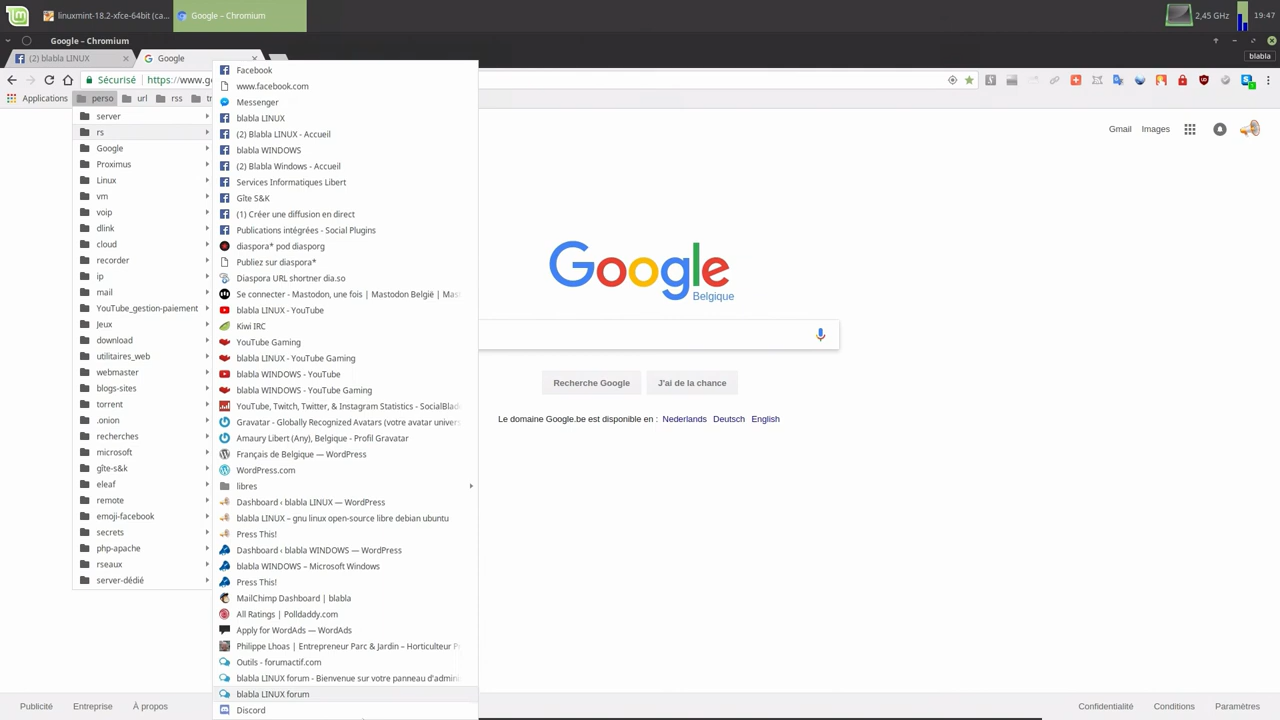 linuxmint-18.2-xfce-64bit (ca...
Google – Chromium
2,45 GHz
19:47
Google – Chromium
(2) blabla LINUX
Google
blabla
Sécurisé
https://www.g
Applications
perso
url
rss
Gmail
Images
server
rs
Google
Proximus
Linux
vm
voip
dlink
cloud
recorder
ip
mail
YouTube_gestion-paiement
Jeux
download
utilitaires_web
webmaster
blogs-sites
torrent
.onion
recherches
microsoft
gîte-s&k
eleaf
remote
emoji-facebook
secrets
php-apache
rseaux
server-dédié
Facebook
www.facebook.com
Messenger
blabla LINUX
(2) Blabla LINUX - Accueil
blabla WINDOWS
(2) Blabla Windows - Accueil
Services Informatiques Libert
Gîte S&K
(1) Créer une diffusion en direct
Publications intégrées - Social Plugins
diaspora* pod diasporg
Publiez sur diaspora*
Diaspora URL shortner dia.so
Se connecter - Mastodon, une fois | Mastodon België | Mas
blabla LINUX - YouTube
Kiwi IRC
YouTube Gaming
blabla LINUX - YouTube Gaming
blabla WINDOWS - YouTube
blabla WINDOWS - YouTube Gaming
YouTube, Twitch, Twitter, & Instagram Statistics - SocialBlad
Gravatar - Globally Recognized Avatars (votre avatar univers
Amaury Libert (Any), Belgique - Profil Gravatar
Français de Belgique — WordPress
WordPress.com
libres
Dashboard ‹ blabla LINUX — WordPress
blabla LINUX – gnu linux open-source libre debian ubuntu
Press This!
Dashboard ‹ blabla WINDOWS — WordPress
blabla WINDOWS – Microsoft Windows
Press This!
MailChimp Dashboard | blabla
All Ratings | Polldaddy.com
Apply for WordAds — WordAds
Philippe Lhoas | Entrepreneur Parc & Jardin – Horticulteur P
Outils - forumactif.com
blabla LINUX forum - Bienvenue sur votre panneau d'admini
blabla LINUX forum
Discord
Google
Belgique
Recherche Google
J'ai de la chance
Le domaine Google.be est disponible en : Nederlands Deutsch English
Publicité
Entreprise
À propos
Confidentialité
Conditions
Paramètres